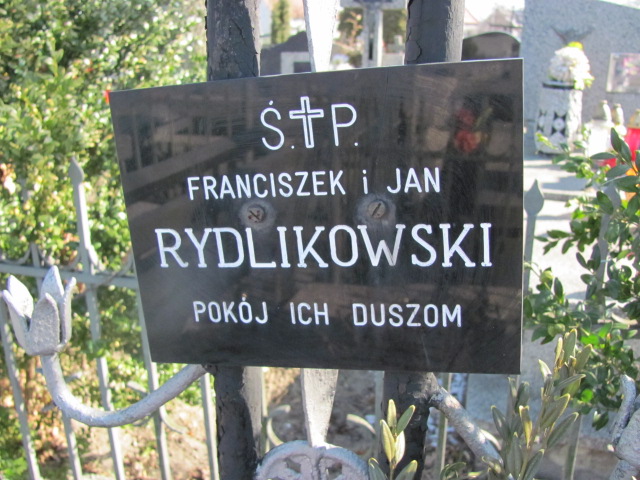 Ś.✝P.
FRANCISZEK i JAN
RYDLIKOWSKI
POKÓJ ICH DUSZOM